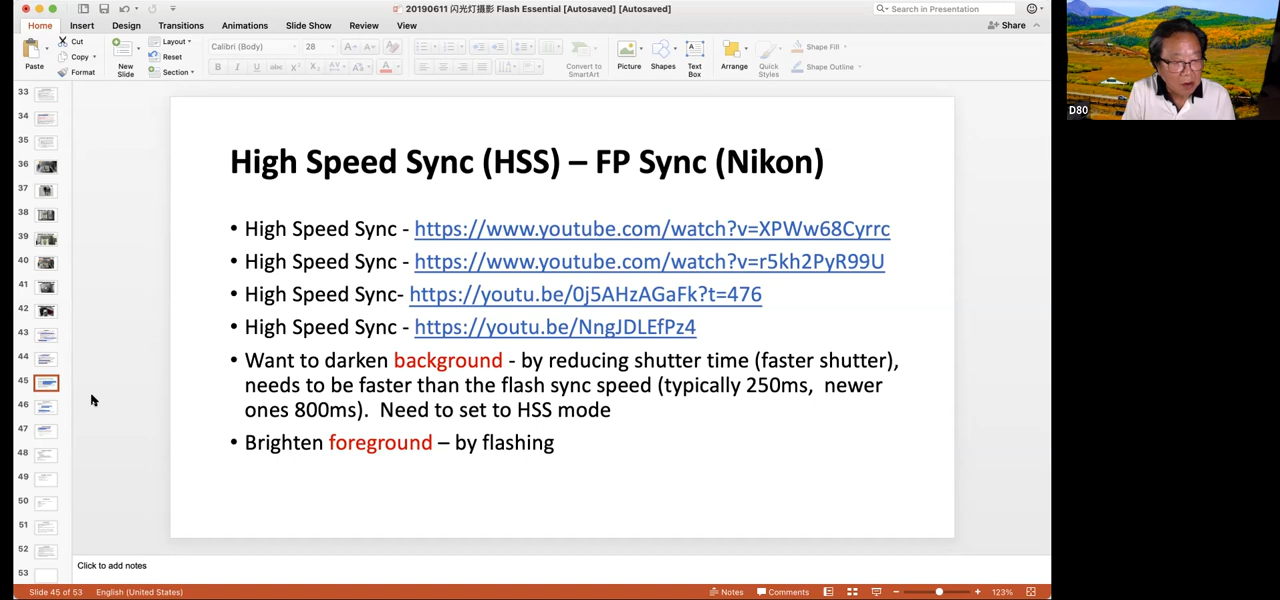 20190611 闪光灯摄影 Flash Essential [Autosaved] [Autosaved]
Search in Presentation
Home Insert Design Transitions Animations Slide Show Review View
Share
Paste
Cut
Copy
Format
New Slide
Layout
Reset
Section
Calibri (Body) 28
Convert to SmartArt
Picture
Shapes
Text Box
Arrange
Quick Styles
Shape Fill
Shape Outline
33
34
35
36
37
38
39
40
41
42
43
44
45
46
47
48
49
50
51
52
53
High Speed Sync (HSS) – FP Sync (Nikon)
• High Speed Sync - https://www.youtube.com/watch?v=XPWw68Cyrrc
• High Speed Sync - https://www.youtube.com/watch?v=r5kh2PyR99U
• High Speed Sync- https://youtu.be/0j5AHzAGaFk?t=476
• High Speed Sync - https://youtu.be/NngJDLEfPz4
• Want to darken background - by reducing shutter time (faster shutter),
needs to be faster than the flash sync speed (typically 250ms, newer
ones 800ms). Need to set to HSS mode
• Brighten foreground – by flashing
Click to add notes
Slide 45 of 53 English (United States)
Notes Comments 123%
D80